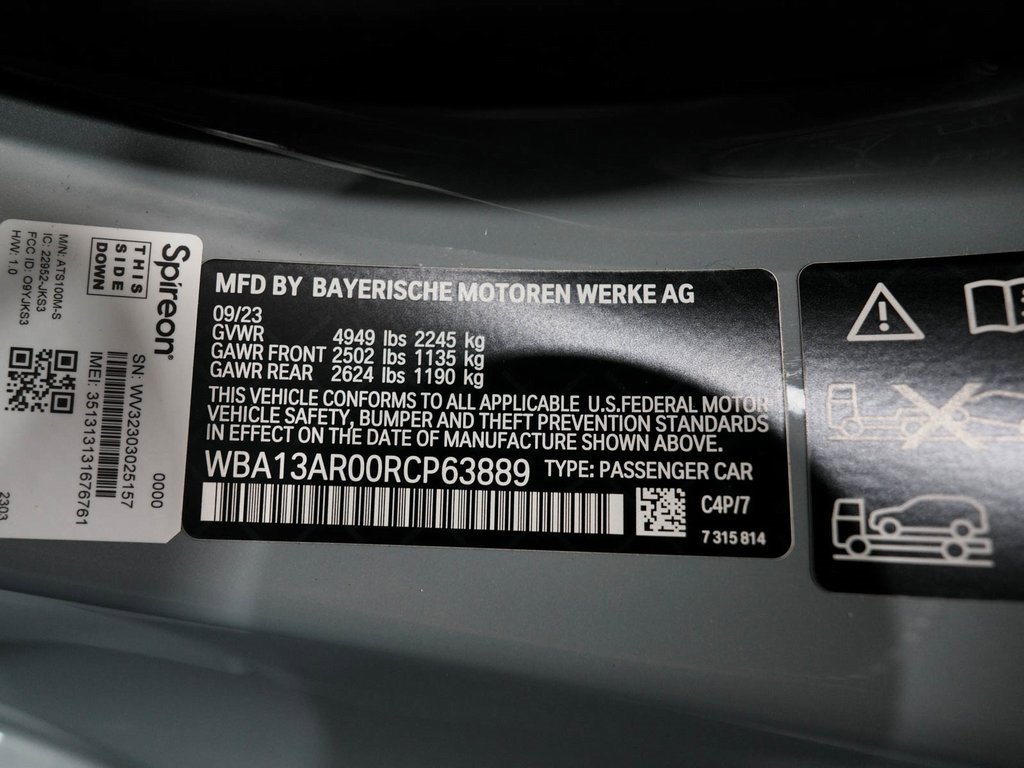 Spireon
THIS
SIDE
DOWN
M/N: ATS100M-S
IC: 22952-JKS3
FCC ID: O9YJKS3
H/W: 1.0
0000
SN: WV32303025157
IMEI: 351313131676761
2303
MFD BY BAYERISCHE MOTOREN WERKE AG
09/23
GVWR 4949 lbs 2245 kg
GAWR FRONT 2502 lbs 1135 kg
GAWR REAR 2624 lbs 1190 kg
THIS VEHICLE CONFORMS TO ALL APPLICABLE U.S.FEDERAL MOTOR
VEHICLE SAFETY, BUMPER AND THEFT PREVENTION STANDARDS
IN EFFECT ON THE DATE OF MANUFACTURE SHOWN ABOVE.
WBA13AR00RCP63889 TYPE: PASSENGER CAR
C4P/7
7 315 814